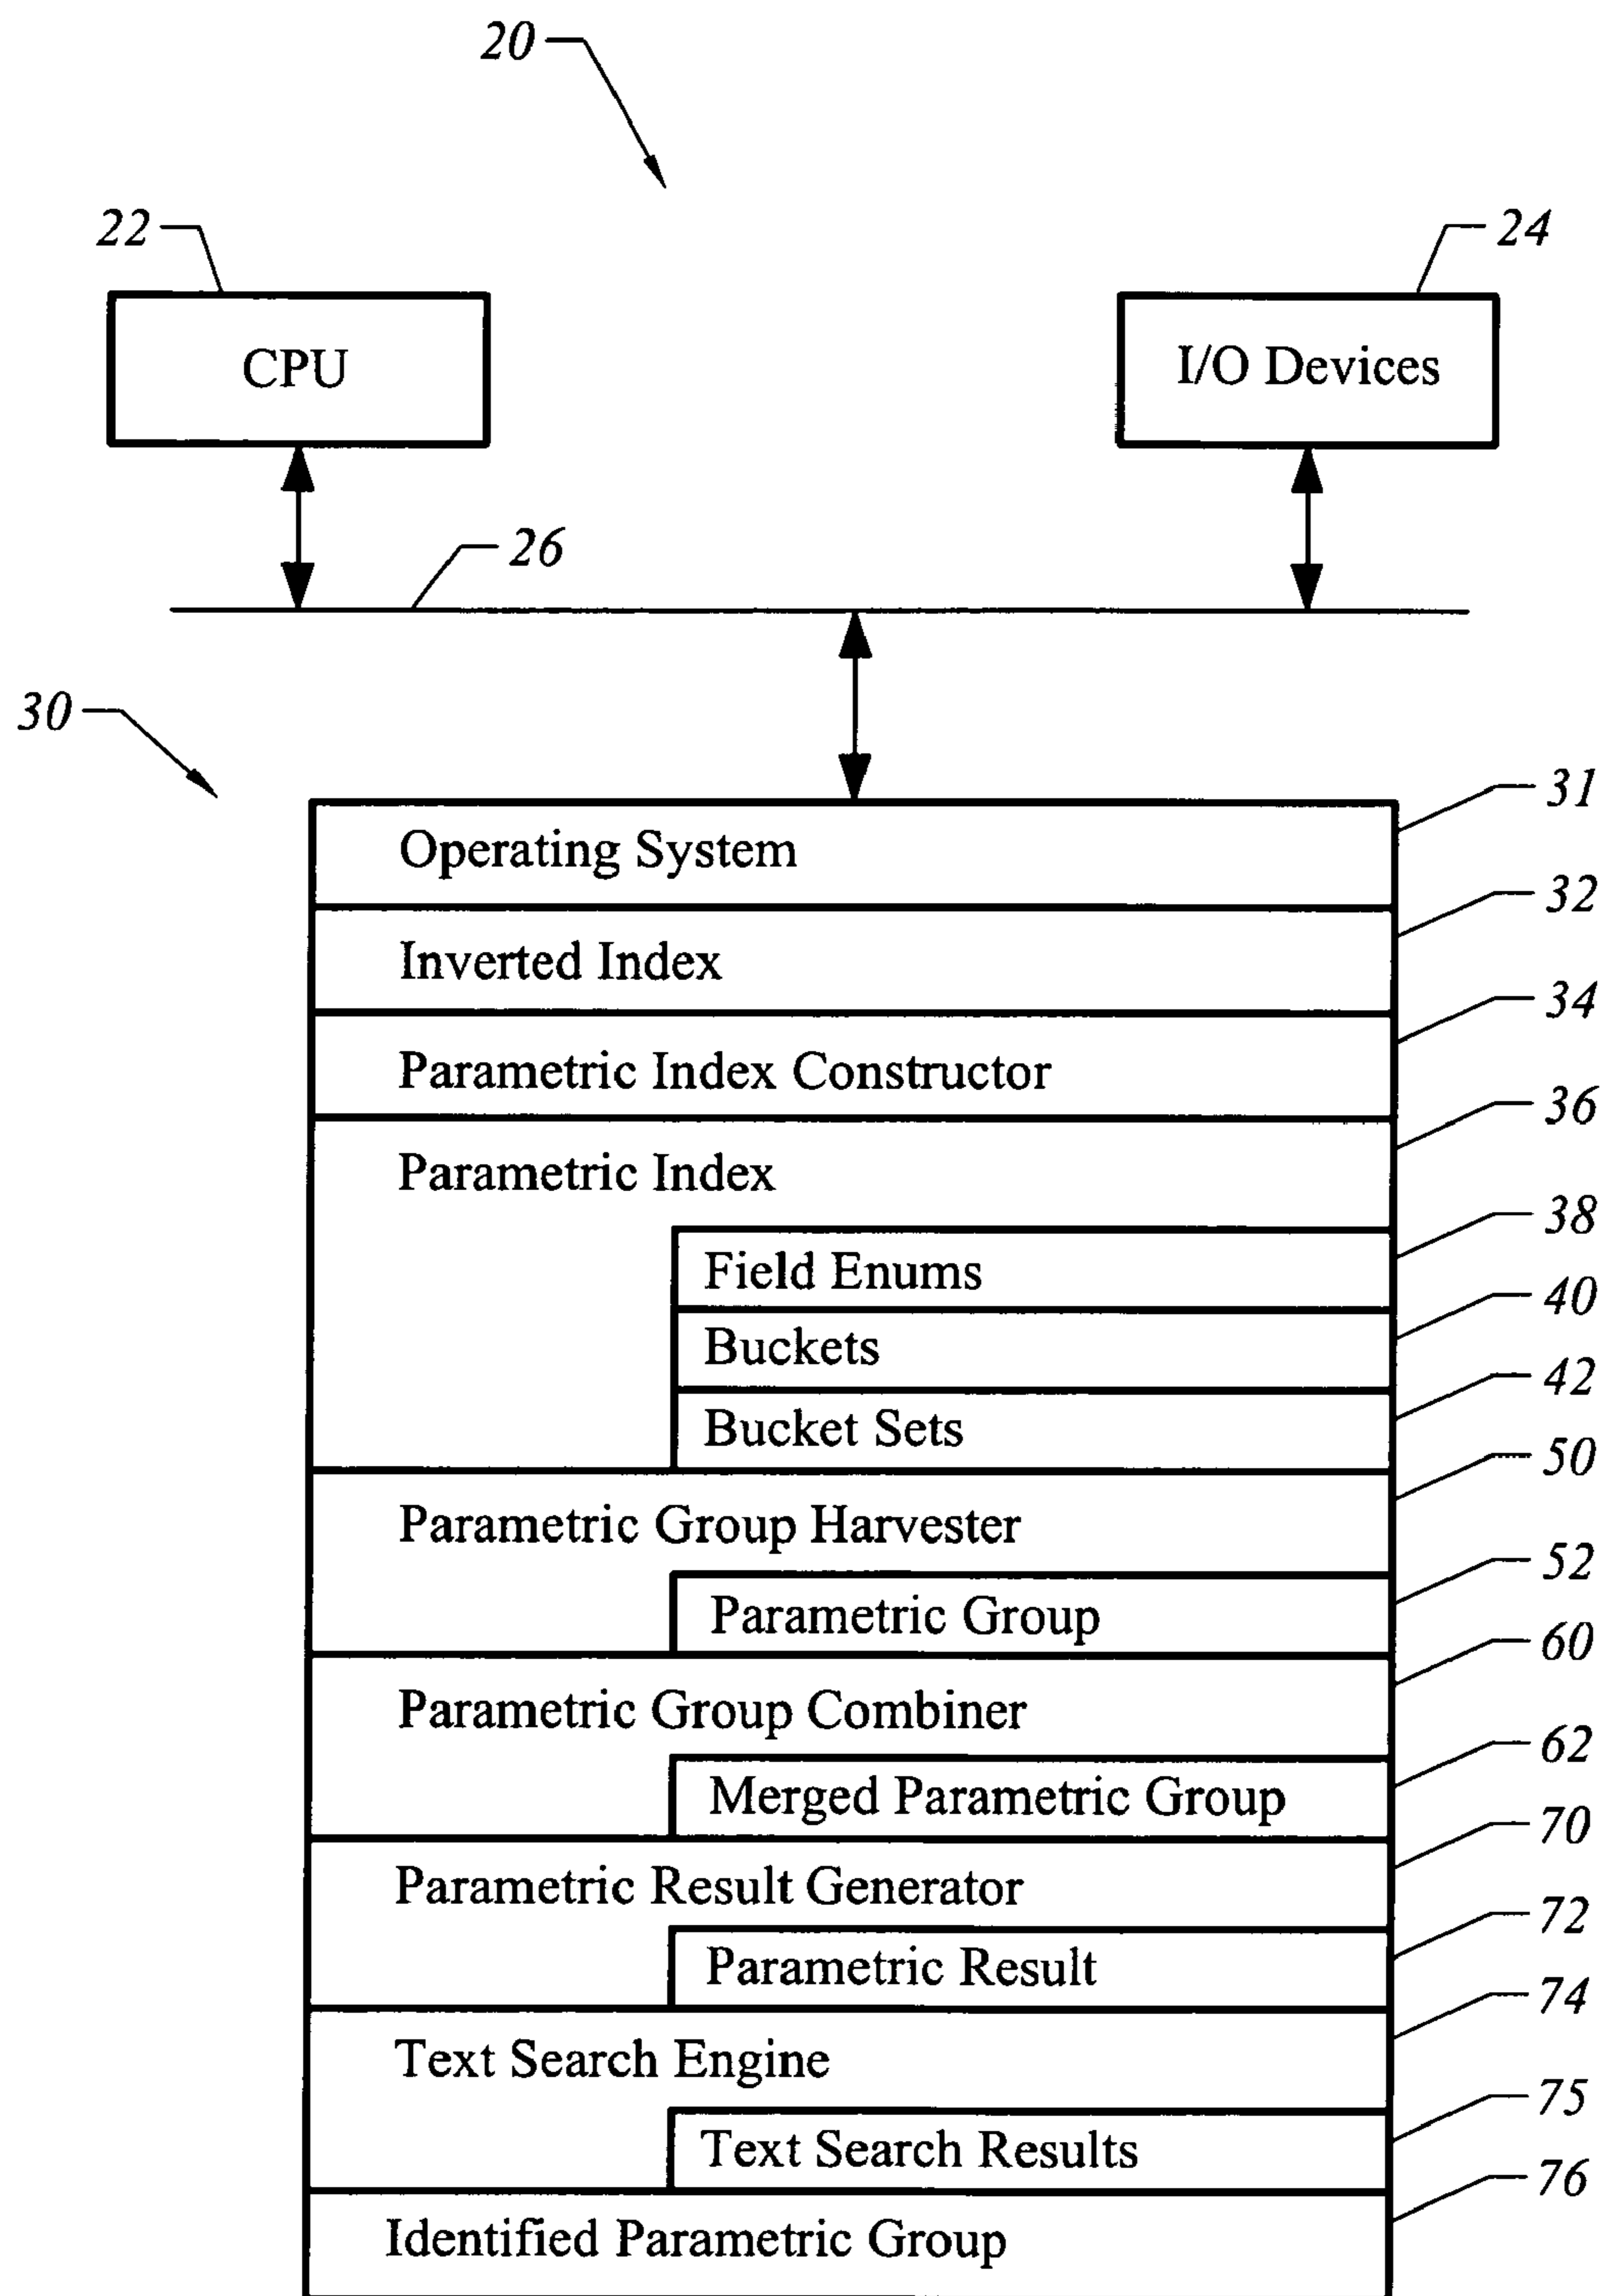 20
22
24
CPU
I/O Devices
26
30
31
Operating System
32
Inverted Index
34
Parametric Index Constructor
36
Parametric Index
38
Field Enums
40
Buckets
42
Bucket Sets
50
Parametric Group Harvester
52
Parametric Group
60
Parametric Group Combiner
62
Merged Parametric Group
70
Parametric Result Generator
72
Parametric Result
74
Text Search Engine
75
Text Search Results
76
Identified Parametric Group